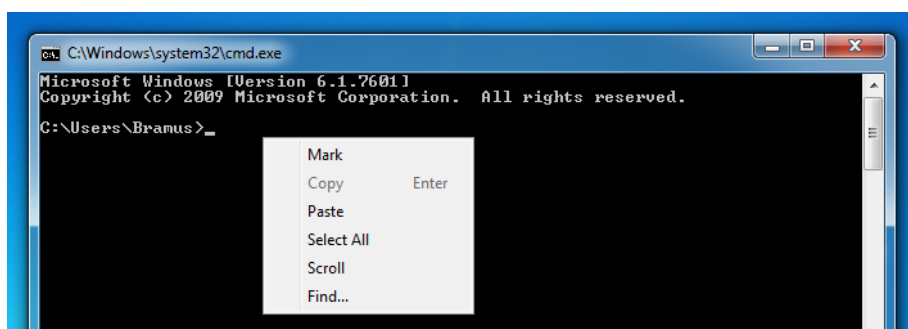 C:\Windows\system32\cmd.exe
Microsoft Windows [Version 6.1.7601]
Copyright (c) 2009 Microsoft Corporation.  All rights reserved.
C:\Users\Bramus>_
Mark
Copy Enter
Paste
Select All
Scroll
Find...